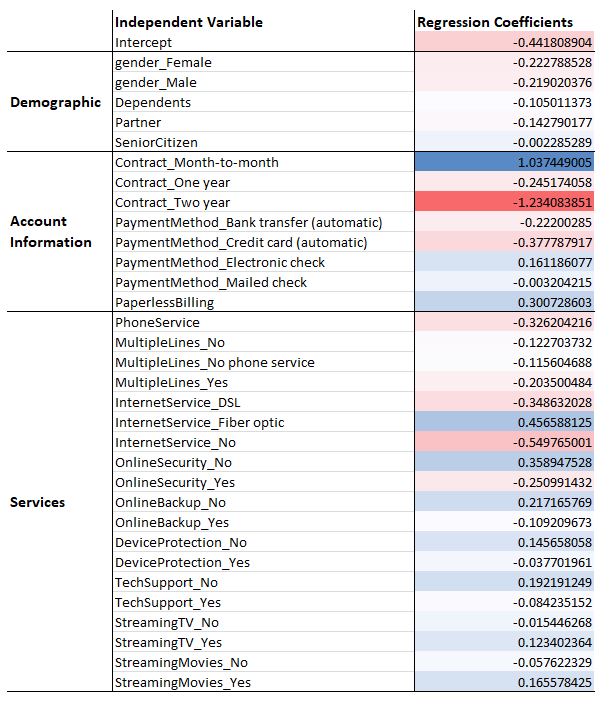 Independent Variable Regression Coefficients
Intercept -0.441808904
Demographic
gender_Female -0.222788528
gender_Male -0.219020376
Dependents -0.105011373
Partner -0.142790177
SeniorCitizen -0.002285289
Account Information
Contract_Month-to-month 1.037449005
Contract_One year -0.245174058
Contract_Two year -1.234083851
PaymentMethod_Bank transfer (automatic) -0.22200285
PaymentMethod_Credit card (automatic) -0.377787917
PaymentMethod_Electronic check 0.161186077
PaymentMethod_Mailed check -0.003204215
PaperlessBilling 0.300728603
Services
PhoneService -0.326204216
MultipleLines_No -0.122703732
MultipleLines_No phone service -0.115604688
MultipleLines_Yes -0.203500484
InternetService_DSL -0.348632028
InternetService_Fiber optic 0.456588125
InternetService_No -0.549765001
OnlineSecurity_No 0.358947528
OnlineSecurity_Yes -0.250991432
OnlineBackup_No 0.217165769
OnlineBackup_Yes -0.109209673
DeviceProtection_No 0.145658058
DeviceProtection_Yes -0.037701961
TechSupport_No 0.192191249
TechSupport_Yes -0.084235152
StreamingTV_No -0.015446268
StreamingTV_Yes 0.123402364
StreamingMovies_No -0.057622329
StreamingMovies_Yes 0.165578425